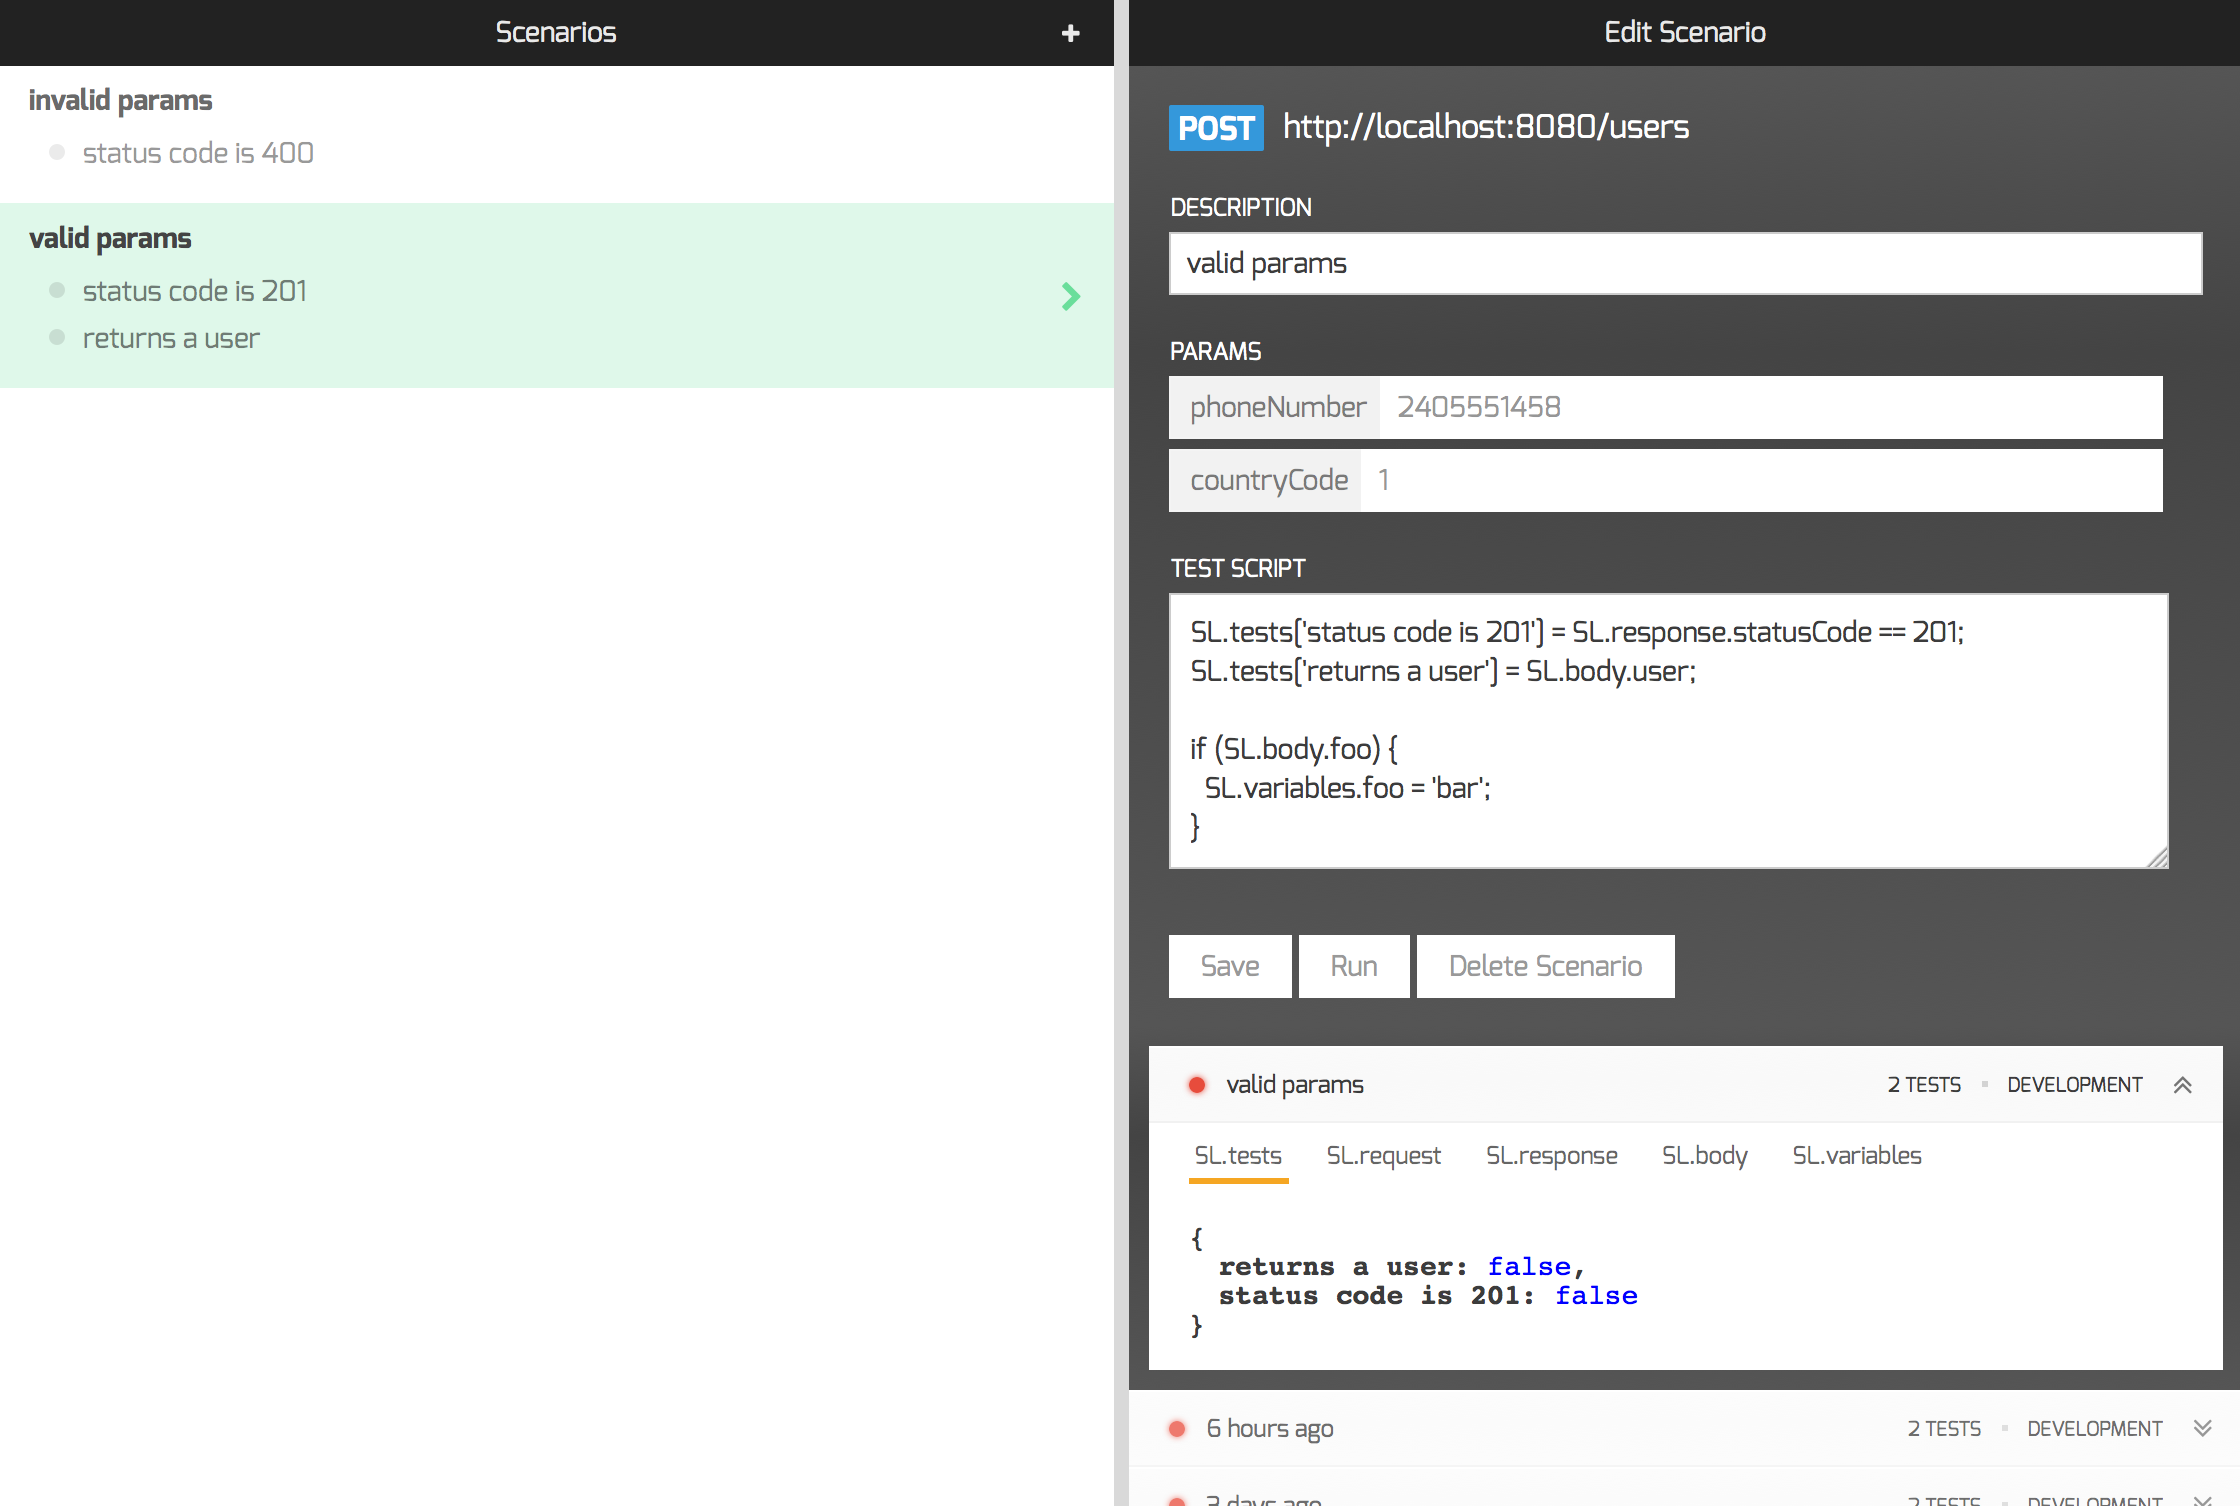 Scenarios
invalid params
status code is 400
valid params
status code is 201
returns a user
Edit Scenario
POST http://localhost:8080/users
DESCRIPTION
valid params
PARAMS
phoneNumber 2405551458
countryCode 1
TEST SCRIPT
SL.tests['status code is 201'] = SL.response.statusCode == 201;
SL.tests['returns a user'] = SL.body.user;
if (SL.body.foo) {
  SL.variables.foo = 'bar';
}
Save Run Delete Scenario
valid params 2 TESTS DEVELOPMENT
SL.tests SL.request SL.response SL.body SL.variables
{
  returns a user: false,
  status code is 201: false
}
6 hours ago 2 TESTS DEVELOPMENT
3 days ago 2 TESTS DEVELOPMENT